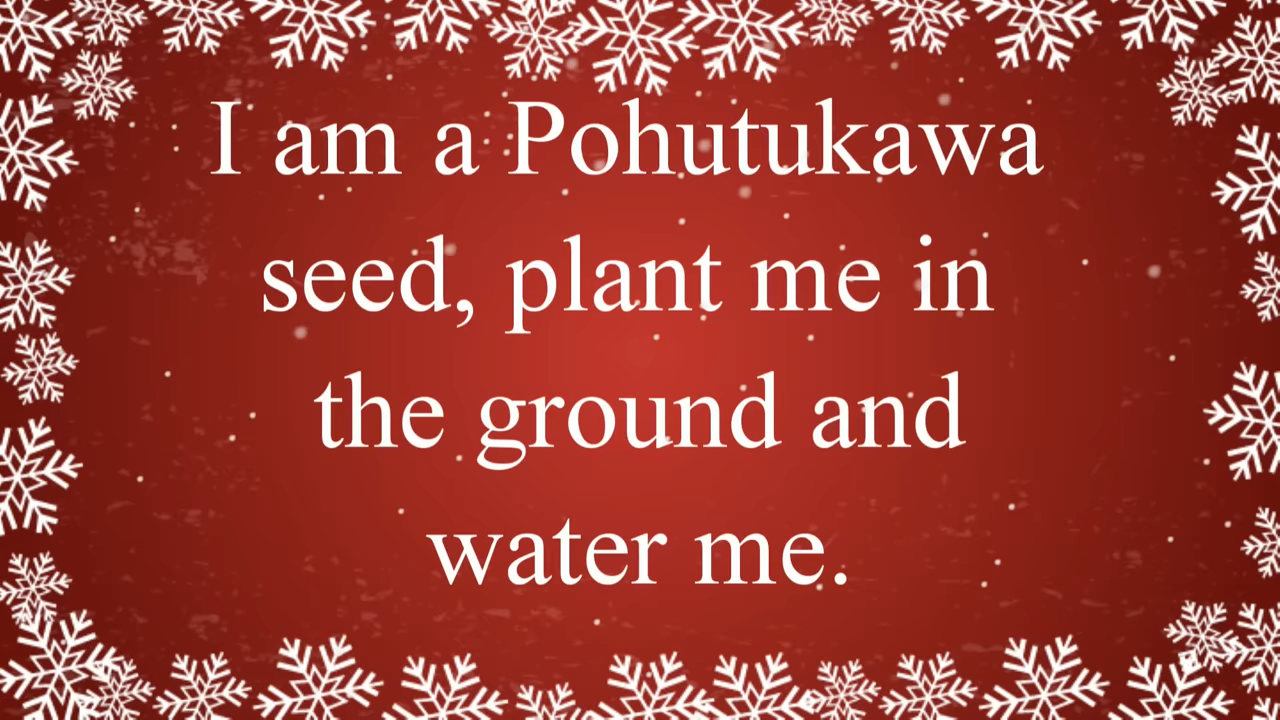 I am a Pohutukawa
seed, plant me in
the ground and
water me.